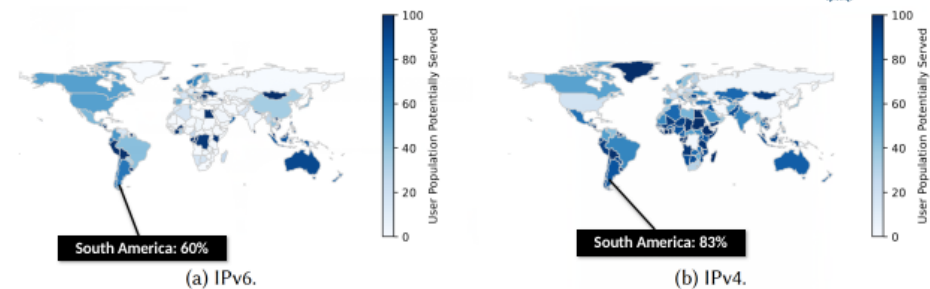 100
80
60
40
20
0
User Population Potentially Served
South America: 60%
(a) IPv6.
100
80
60
40
20
0
User Population Potentially Served
South America: 83%
(b) IPv4.